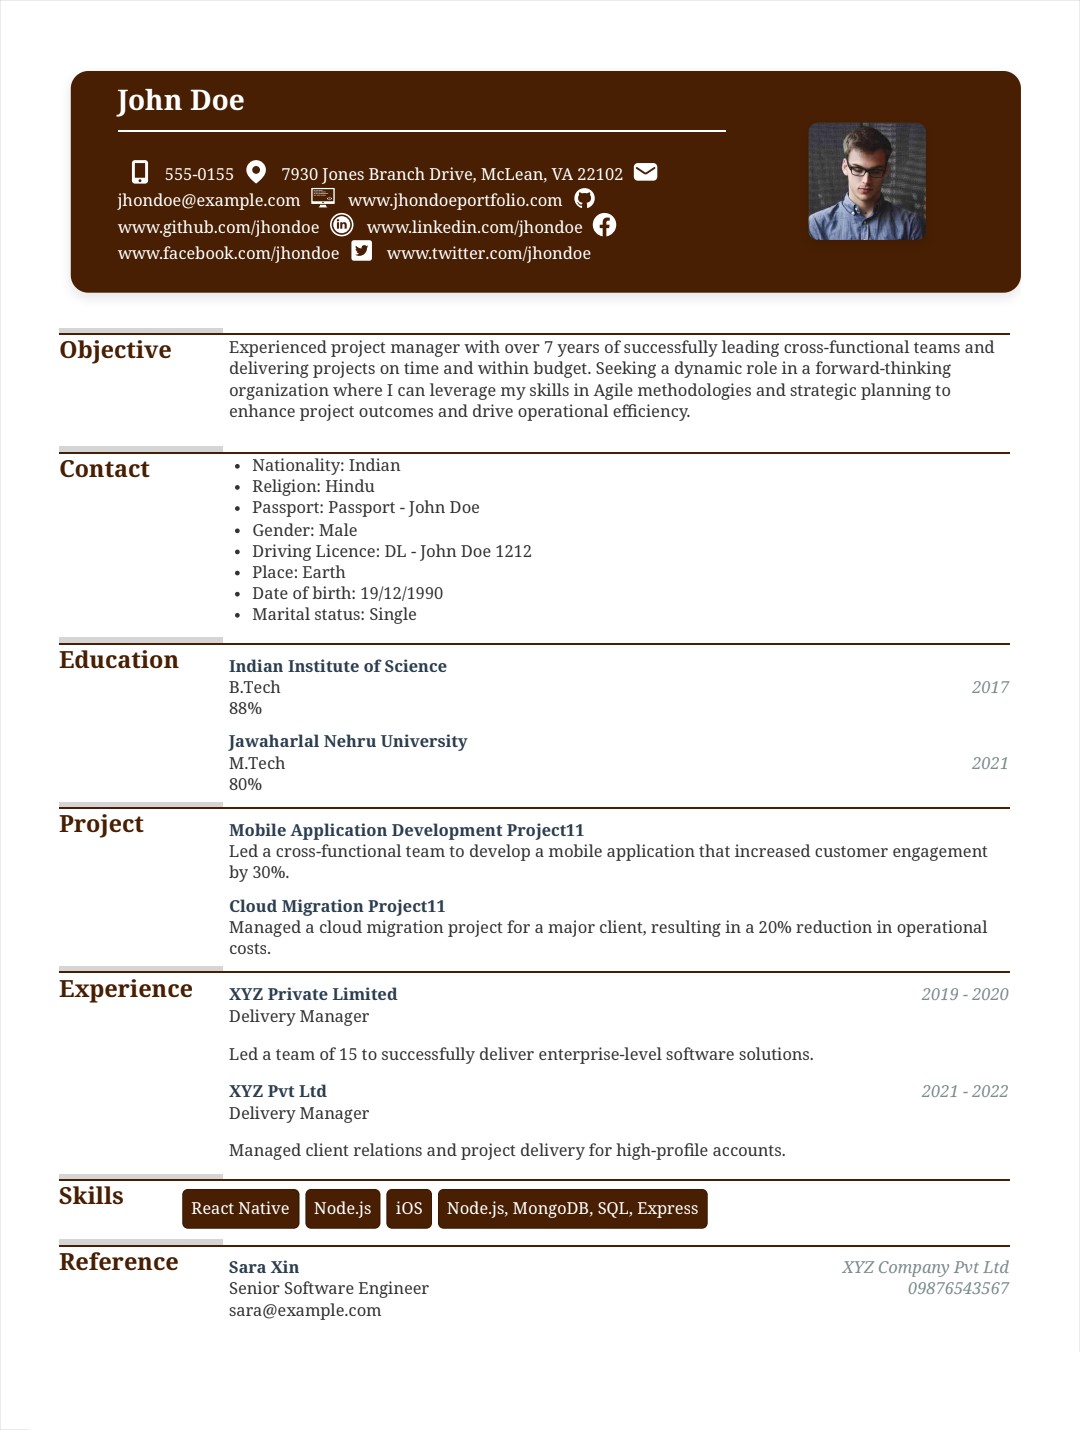 John Doe
555-0155 7930 Jones Branch Drive, McLean, VA 22102
jhondoe@example.com www.jhondoeportfolio.com
www.github.com/jhondoe www.linkedin.com/jhondoe
www.facebook.com/jhondoe www.twitter.com/jhondoe
Objective
Experienced project manager with over 7 years of successfully leading cross-functional teams and
delivering projects on time and within budget. Seeking a dynamic role in a forward-thinking
organization where I can leverage my skills in Agile methodologies and strategic planning to
enhance project outcomes and drive operational efficiency.
Contact
• Nationality: Indian
• Religion: Hindu
• Passport: Passport - John Doe
• Gender: Male
• Driving Licence: DL - John Doe 1212
• Place: Earth
• Date of birth: 19/12/1990
• Marital status: Single
Education
Indian Institute of Science
B.Tech 2017
88%
Jawaharlal Nehru University
M.Tech 2021
80%
Project
Mobile Application Development Project11
Led a cross-functional team to develop a mobile application that increased customer engagement
by 30%.
Cloud Migration Project11
Managed a cloud migration project for a major client, resulting in a 20% reduction in operational
costs.
Experience
XYZ Private Limited 2019 - 2020
Delivery Manager
Led a team of 15 to successfully deliver enterprise-level software solutions.
XYZ Pvt Ltd 2021 - 2022
Delivery Manager
Managed client relations and project delivery for high-profile accounts.
Skills
React Native Node.js iOS Node.js, MongoDB, SQL, Express
Reference
Sara Xin XYZ Company Pvt Ltd
Senior Software Engineer 09876543567
sara@example.com